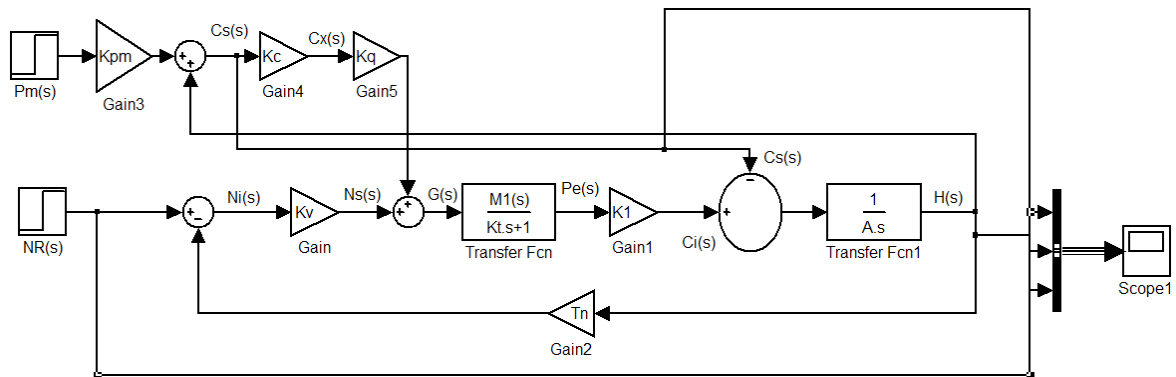 Cs(s)
Cx(s)
Kpm
+
+
Kc
Kq
Pm(s)
Gain3
Gain4
Gain5
Cs(s)
Ni(s)
Ns(s)
G(s)
Pe(s)
H(s)
NR(s)
−
Kv
+
+
M1(s)
Kt.s+1
K1
−
+
1
A.s
Gain
Transfer Fcn
Gain1
Ci(s)
Transfer Fcn1
Scope1
Tn
Gain2